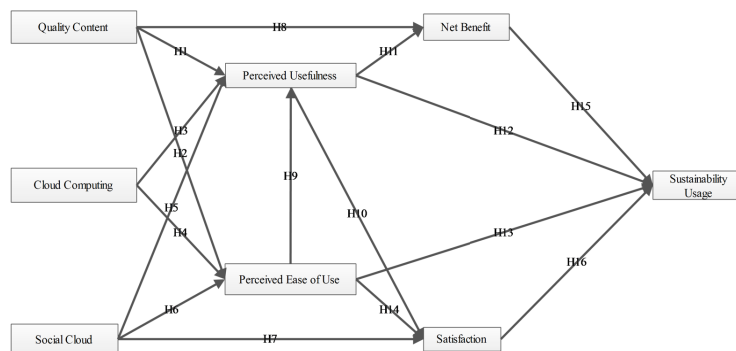 Quality Content
H8
Net Benefit
H1
H11
Perceived Usefulness
H15
H3
H12
H2
Cloud Computing
H9
Sustainability
Usage
H5
H10
H4
H13
H16
Perceived Ease of Use
H6
H14
Social Cloud
H7
Satisfaction